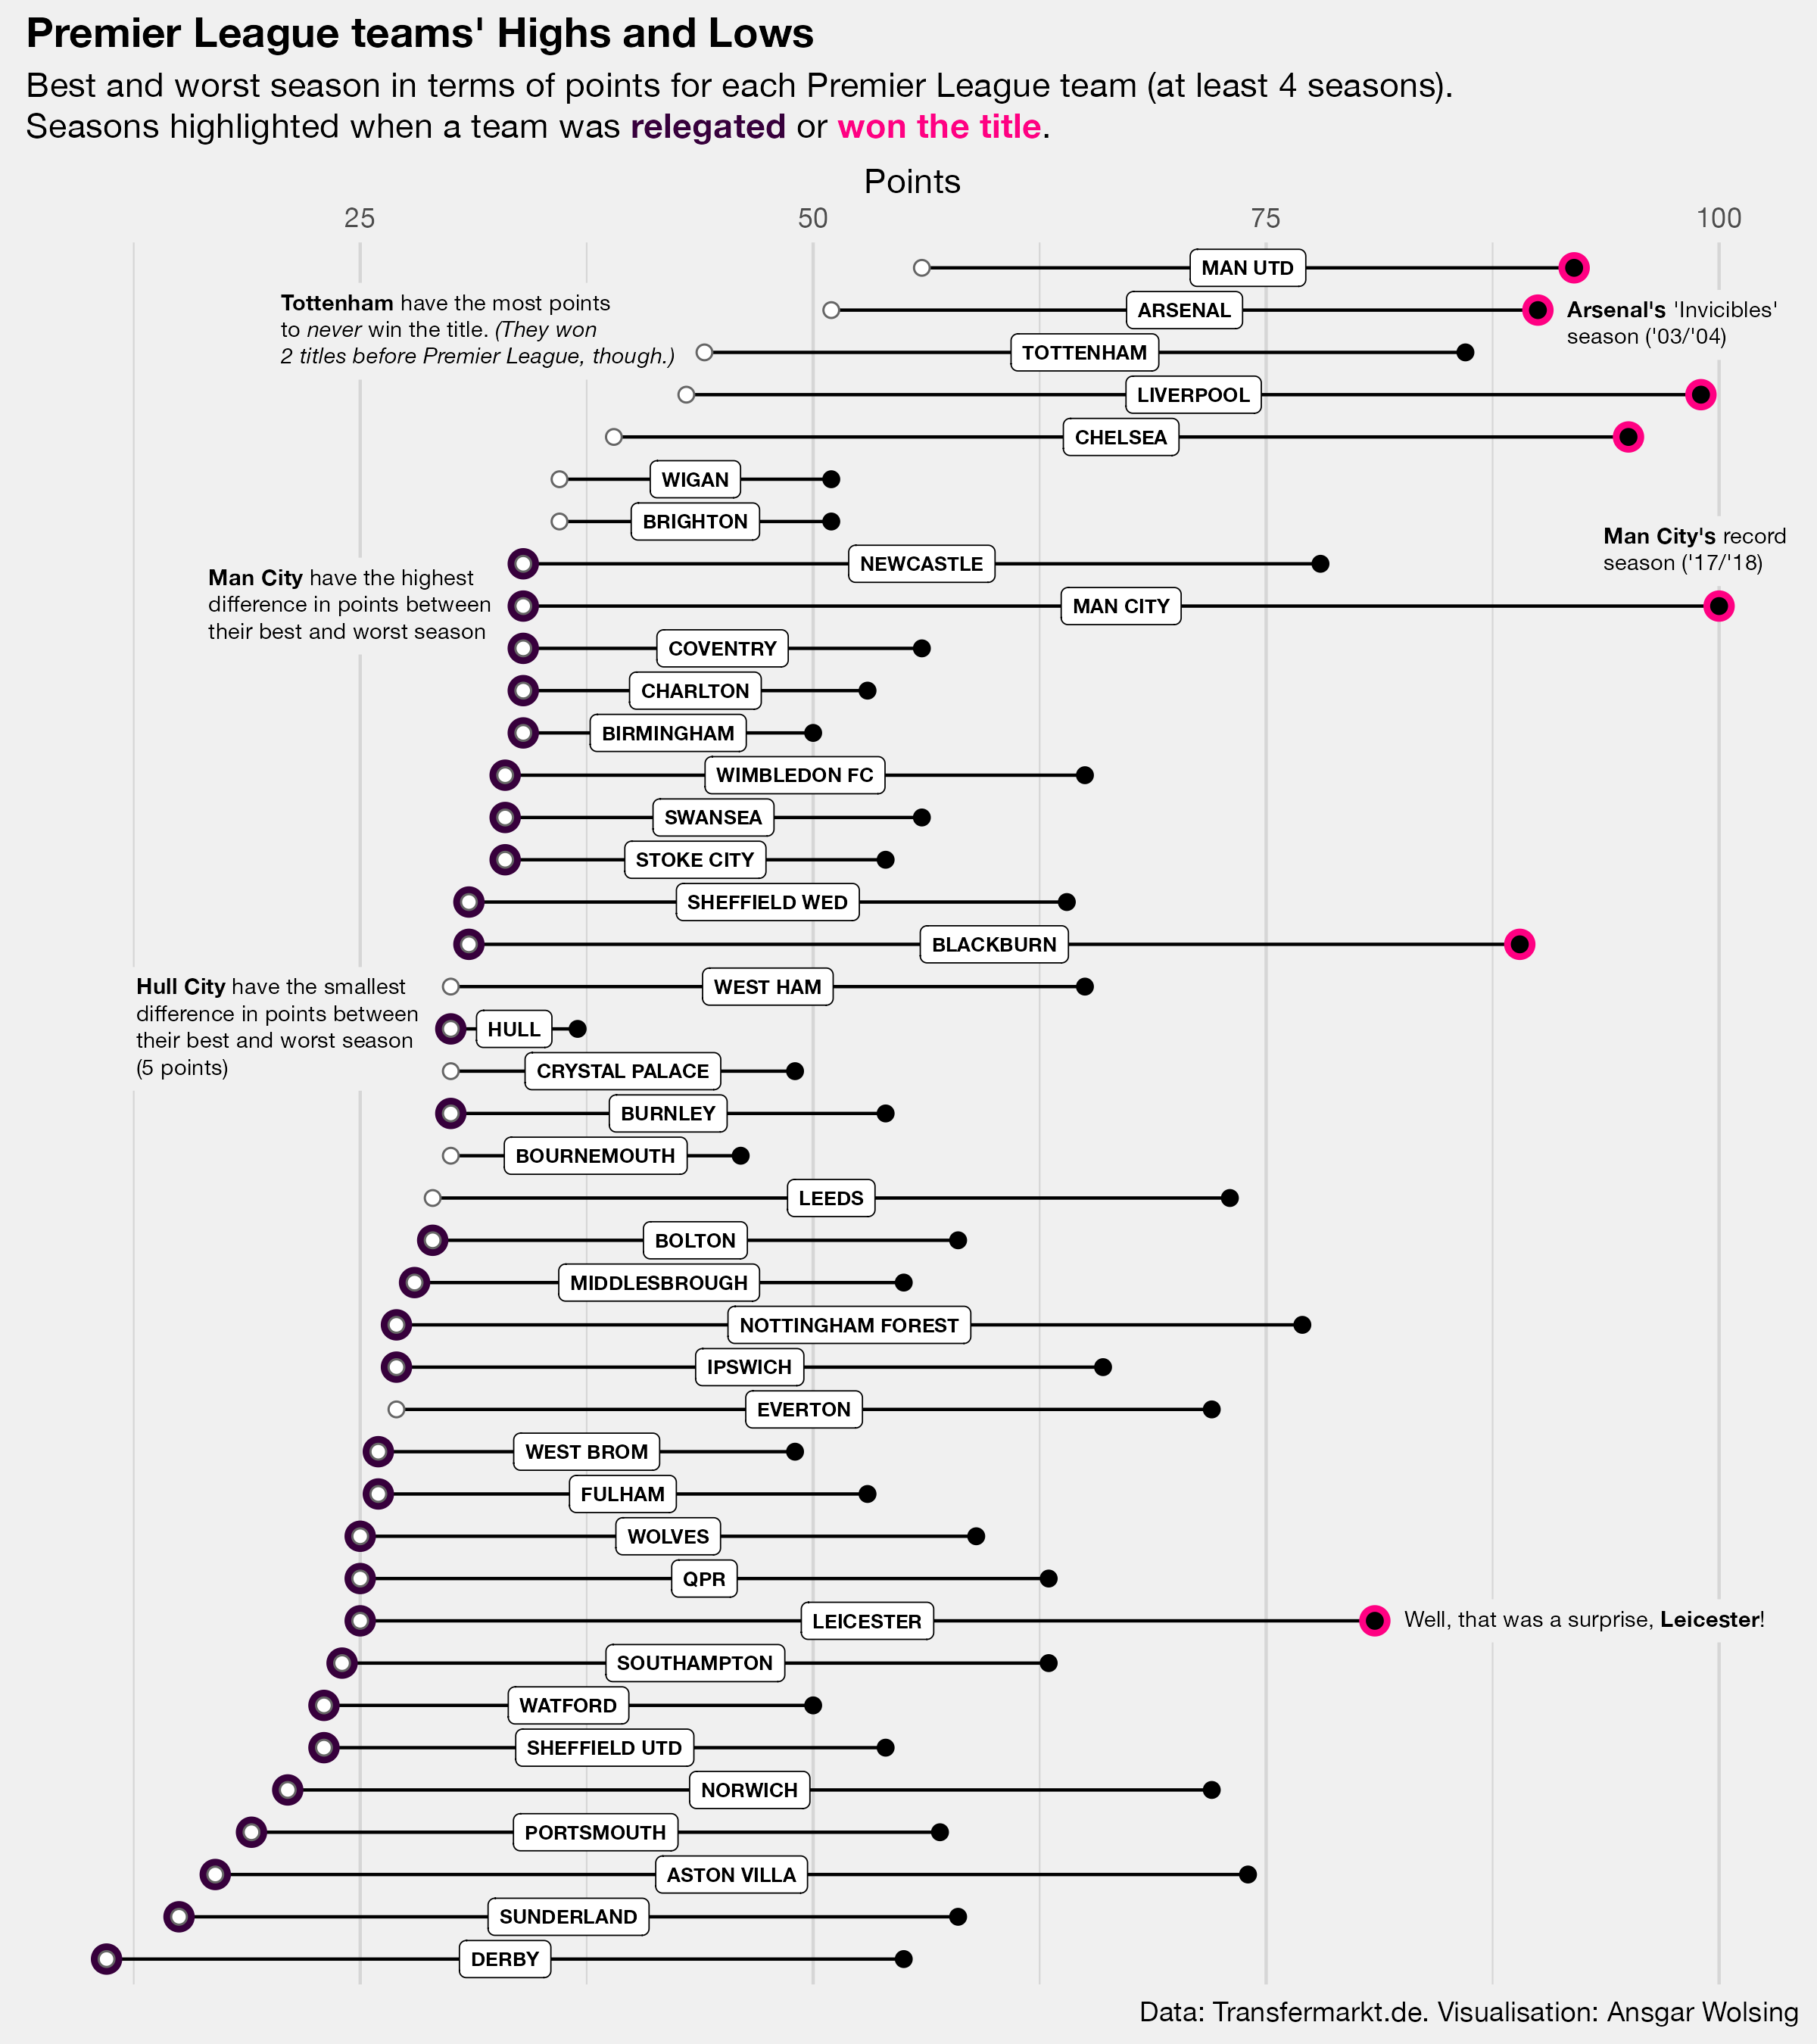 Premier League teams' Highs and Lows
Best and worst season in terms of points for each Premier League team (at least 4 seasons).
Seasons highlighted when a team was relegated or won the title.
Points
25 50 75 100
MAN UTD
Tottenham have the most points
to never win the title. (They won
2 titles before Premier League, though.)
ARSENAL
Arsenal's 'Invicibles'
season ('03/'04)
TOTTENHAM
LIVERPOOL
CHELSEA
WIGAN
BRIGHTON
Man City's record
season ('17/'18)
NEWCASTLE
Man City have the highest
difference in points between
their best and worst season
MAN CITY
COVENTRY
CHARLTON
BIRMINGHAM
WIMBLEDON FC
SWANSEA
STOKE CITY
SHEFFIELD WED
BLACKBURN
WEST HAM
Hull City have the smallest
difference in points between
their best and worst season
(5 points)
HULL
CRYSTAL PALACE
BURNLEY
BOURNEMOUTH
LEEDS
BOLTON
MIDDLESBROUGH
NOTTINGHAM FOREST
IPSWICH
EVERTON
WEST BROM
FULHAM
WOLVES
QPR
LEICESTER
Well, that was a surprise, Leicester!
SOUTHAMPTON
WATFORD
SHEFFIELD UTD
NORWICH
PORTSMOUTH
ASTON VILLA
SUNDERLAND
DERBY
Data: Transfermarkt.de. Visualisation: Ansgar Wolsing